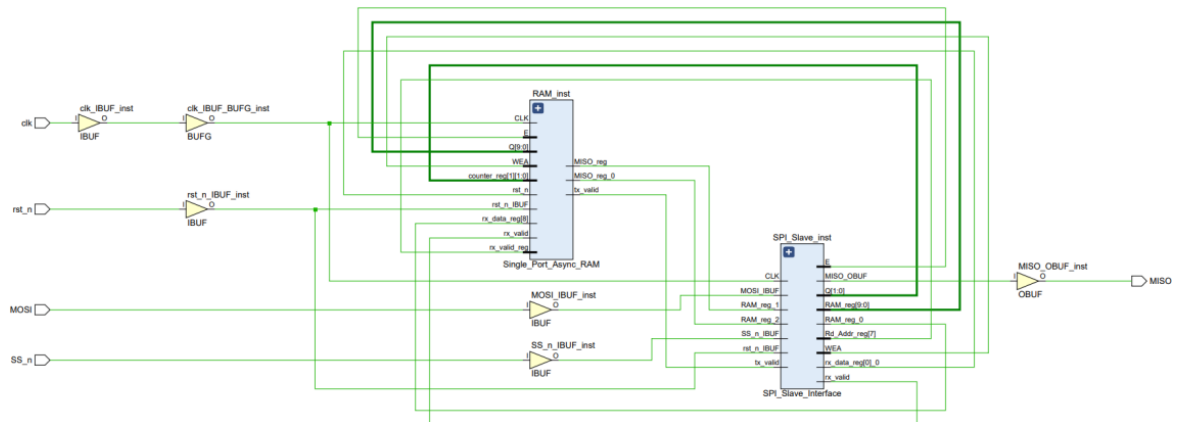 clk
clk_IBUF_inst
I
O
IBUF
clk_IBUF_BUFG_inst
I
O
BUFG
rst_n
rst_n_IBUF_inst
I
O
IBUF
MOSI
MOSI_IBUF_inst
I
O
IBUF
SS_n
SS_n_IBUF_inst
I
O
IBUF
RAM_inst
CLK
E
Q[9:0]
WEA
counter_reg[1][1:0]
rst_n
rst_n_IBUF
rx_data_reg[8]
rx_valid
rx_valid_reg
MISO_reg
MISO_reg_0
tx_valid
Single_Port_Async_RAM
SPI_Slave_inst
CLK
MOSI_IBUF
RAM_reg_1
RAM_reg_2
SS_n_IBUF
rst_n_IBUF
tx_valid
E
MISO_OBUF
Q[1:0]
RAM_reg[9:0]
RAM_reg_0
Rd_Addr_reg[7]
WEA
rx_data_reg[0]_0
rx_valid
SPI_Slave_Interface
MISO_OBUF_inst
I
O
OBUF
MISO